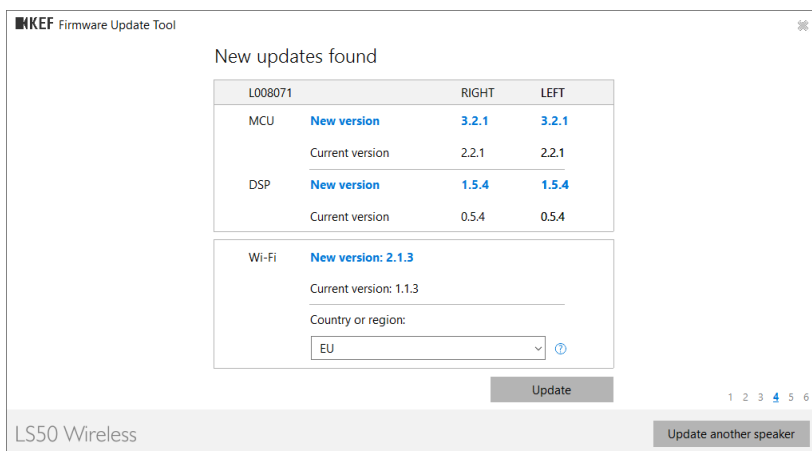 KEF Firmware Update Tool
New updates found
L008071 RIGHT LEFT
MCU New version 3.2.1 3.2.1
Current version 2.2.1 2.2.1
DSP New version 1.5.4 1.5.4
Current version 0.5.4 0.5.4
Wi-Fi New version: 2.1.3
Current version: 1.1.3
Country or region:
EU ?
Update
1 2 3 4 5 6
LS50 Wireless Update another speaker